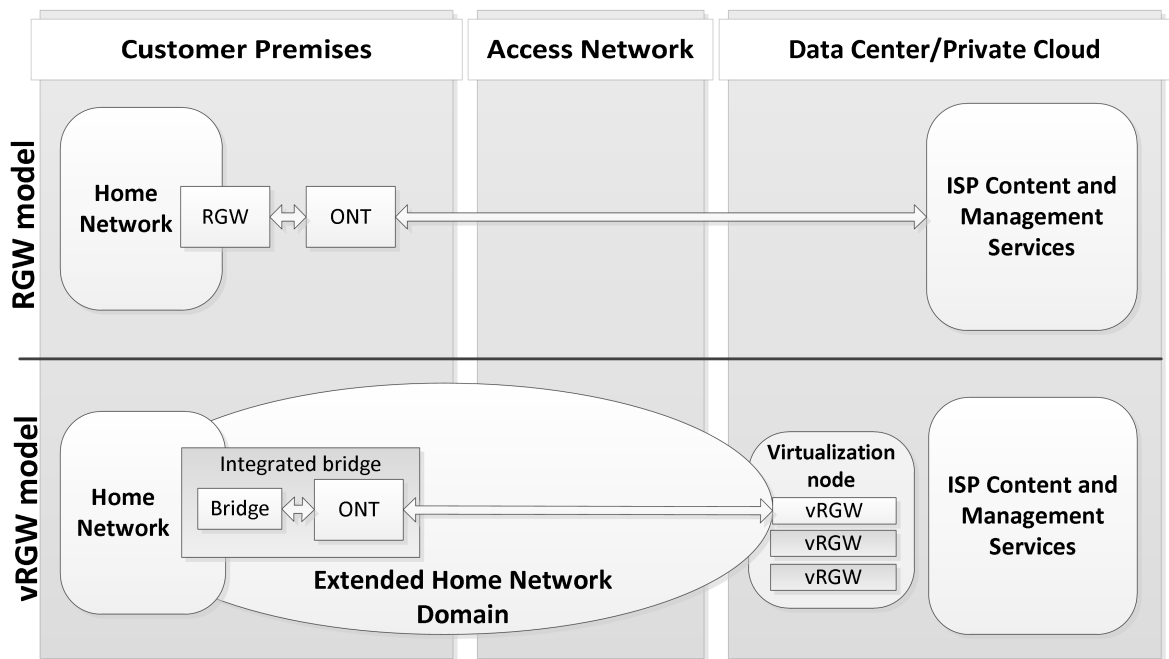 Customer Premises
Access Network
Data Center/Private Cloud
RGW model
Home
Network
RGW
ONT
ISP Content and
Management
Services
vRGW model
Home
Network
Integrated bridge
Bridge
ONT
Extended Home Network
Domain
Virtualization
node
vRGW
vRGW
vRGW
ISP Content and
Management
Services